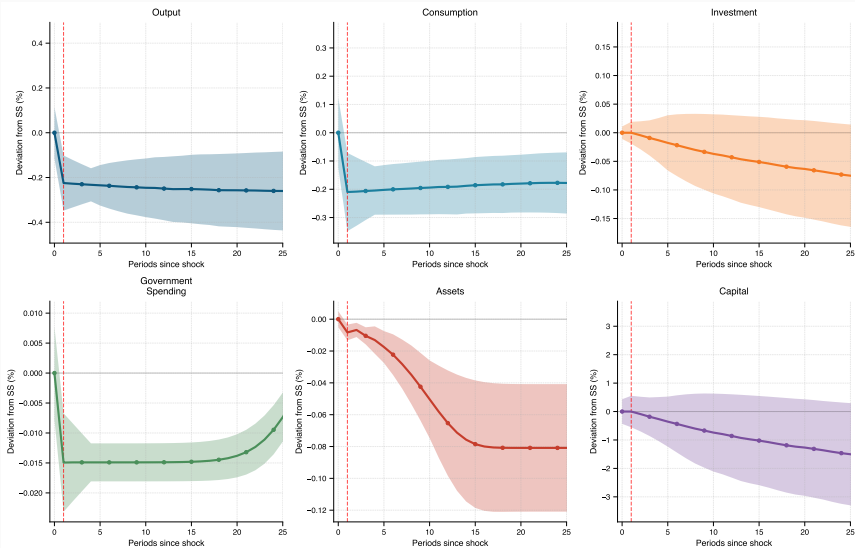 Output
Deviation from SS (%)
0.4
0.2
0.0
−0.2
−0.4
0 5 10 15 20 25
Periods since shock
Consumption
Deviation from SS (%)
0.3
0.2
0.1
0.0
−0.1
−0.2
−0.3
0 5 10 15 20 25
Periods since shock
Investment
Deviation from SS (%)
0.15
0.10
0.05
0.00
−0.05
−0.10
−0.15
0 5 10 15 20 25
Periods since shock
Government
Spending
Deviation from SS (%)
0.010
0.005
0.000
−0.005
−0.010
−0.015
−0.020
0 5 10 15 20 25
Periods since shock
Assets
Deviation from SS (%)
0.00
−0.02
−0.04
−0.06
−0.08
−0.10
−0.12
0 5 10 15 20 25
Periods since shock
Capital
Deviation from SS (%)
3
2
1
0
−1
−2
−3
0 5 10 15 20 25
Periods since shock